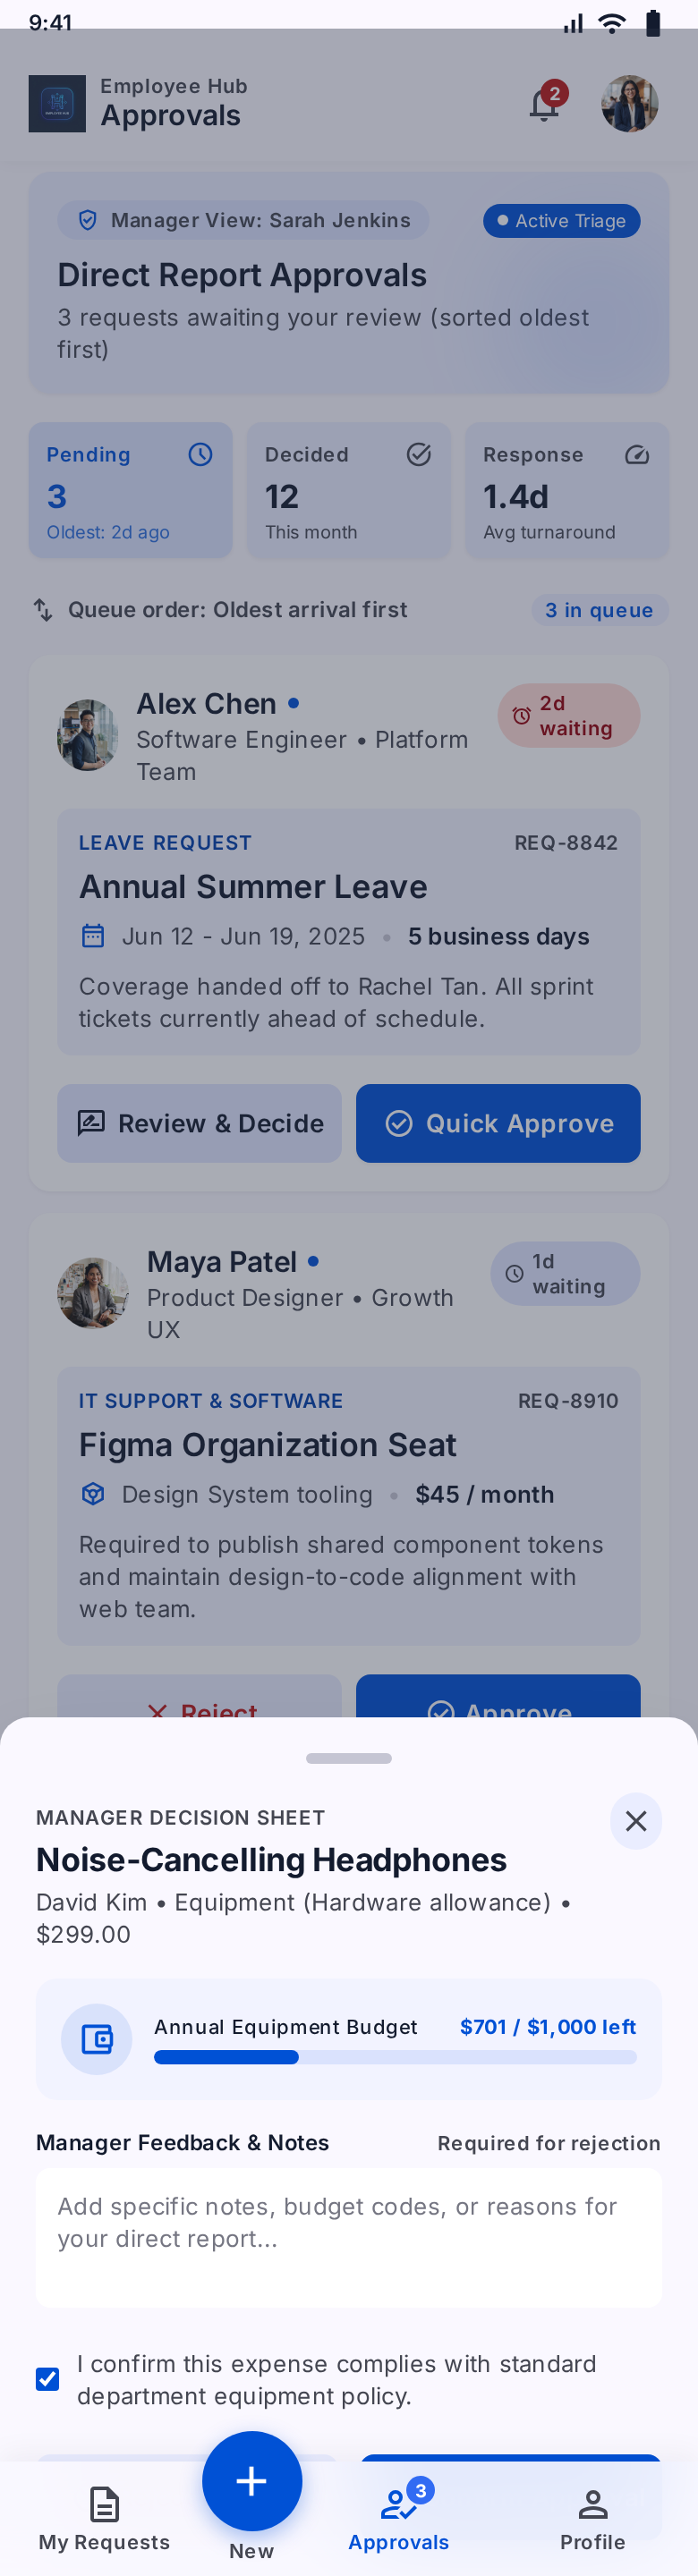 9:41
Employee Hub
Approvals
2
Manager View: Sarah Jenkins
Active Triage
Direct Report Approvals
3 requests awaiting your review (sorted oldest
first)
Pending
3
Oldest: 2d ago
Decided
12
This month
Response
1.4d
Avg turnaround
Queue order: Oldest arrival first
3 in queue
Alex Chen
Software Engineer • Platform
Team
2d
waiting
LEAVE REQUEST
REQ-8842
Annual Summer Leave
Jun 12 - Jun 19, 2025 • 5 business days
Coverage handed off to Rachel Tan. All sprint
tickets currently ahead of schedule.
Review & Decide
Quick Approve
Maya Patel
Product Designer • Growth
UX
1d
waiting
IT SUPPORT & SOFTWARE
REQ-8910
Figma Organization Seat
Design System tooling • $45 / month
Required to publish shared component tokens
and maintain design-to-code alignment with
web team.
Reject
Approve
MANAGER DECISION SHEET
Noise-Cancelling Headphones
David Kim • Equipment (Hardware allowance) •
$299.00
Annual Equipment Budget
$701 / $1,000 left
Manager Feedback & Notes
Required for rejection
Add specific notes, budget codes, or reasons for
your direct report...
I confirm this expense complies with standard
department equipment policy.
My Requests
New
3
Approvals
Profile